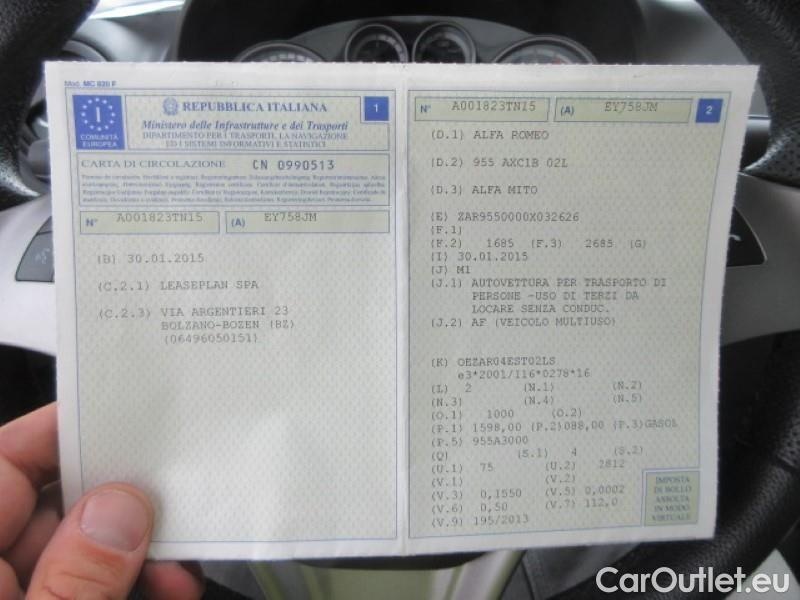 Mod. MC 820 F
REPUBBLICA ITALIANA
1
I
COMUNITÀ
EUROPEA
Ministero delle Infrastrutture e dei Trasporti
DIPARTIMENTO PER I TRASPORTI, LA NAVIGAZIONE
ED I SISTEMI INFORMATIVI E STATISTICI
CARTA DI CIRCOLAZIONE CN 0990513
N° A001823TN15 (A) EY758JM
(B) 30.01.2015
(C.2.1) LEASEPLAN SPA
(C.2.3) VIA ARGENTIERI 23
BOLZANO-BOZEN (BZ)
(06496050151)
N° A001823TN15 (A) EY758JM 2
(D.1) ALFA ROMEO
(D.2) 955 AXC1B 02L
(D.3) ALFA MITO
(E) ZAR9550000X032626
(F.1)
(F.2) 1685 (F.3) 2685 (G)
(I) 30.01.2015
(J) M1
(J.1) AUTOVETTURA PER TRASPORTO DI
PERSONE -USO DI TERZI DA
LOCARE SENZA CONDUC.
(J.2) AF (VEICOLO MULTIUSO)
(K) OEZAR04EST02LS
e3*2001/116*0278*16
(L) 2 (N.1) (N.2)
(N.3) (N.4) (N.5)
(O.1) 1000 (O.2)
(P.1) 1598,00 (P.2)088,00 (P.3)GASOL
(P.5) 955A3000
(Q) (S.1) 4 (S.2)
(U.1) 75 (U.2) 2812
(V.1) (V.2)
(V.3) 0,1550 (V.5) 0,0002
(V.6) 0,50 (V.7) 112,0
(V.9) 195/2013
IMPOSTA
DI BOLLO
ASSOLTA
IN MODO
VIRTUALE
CarOutlet.eu